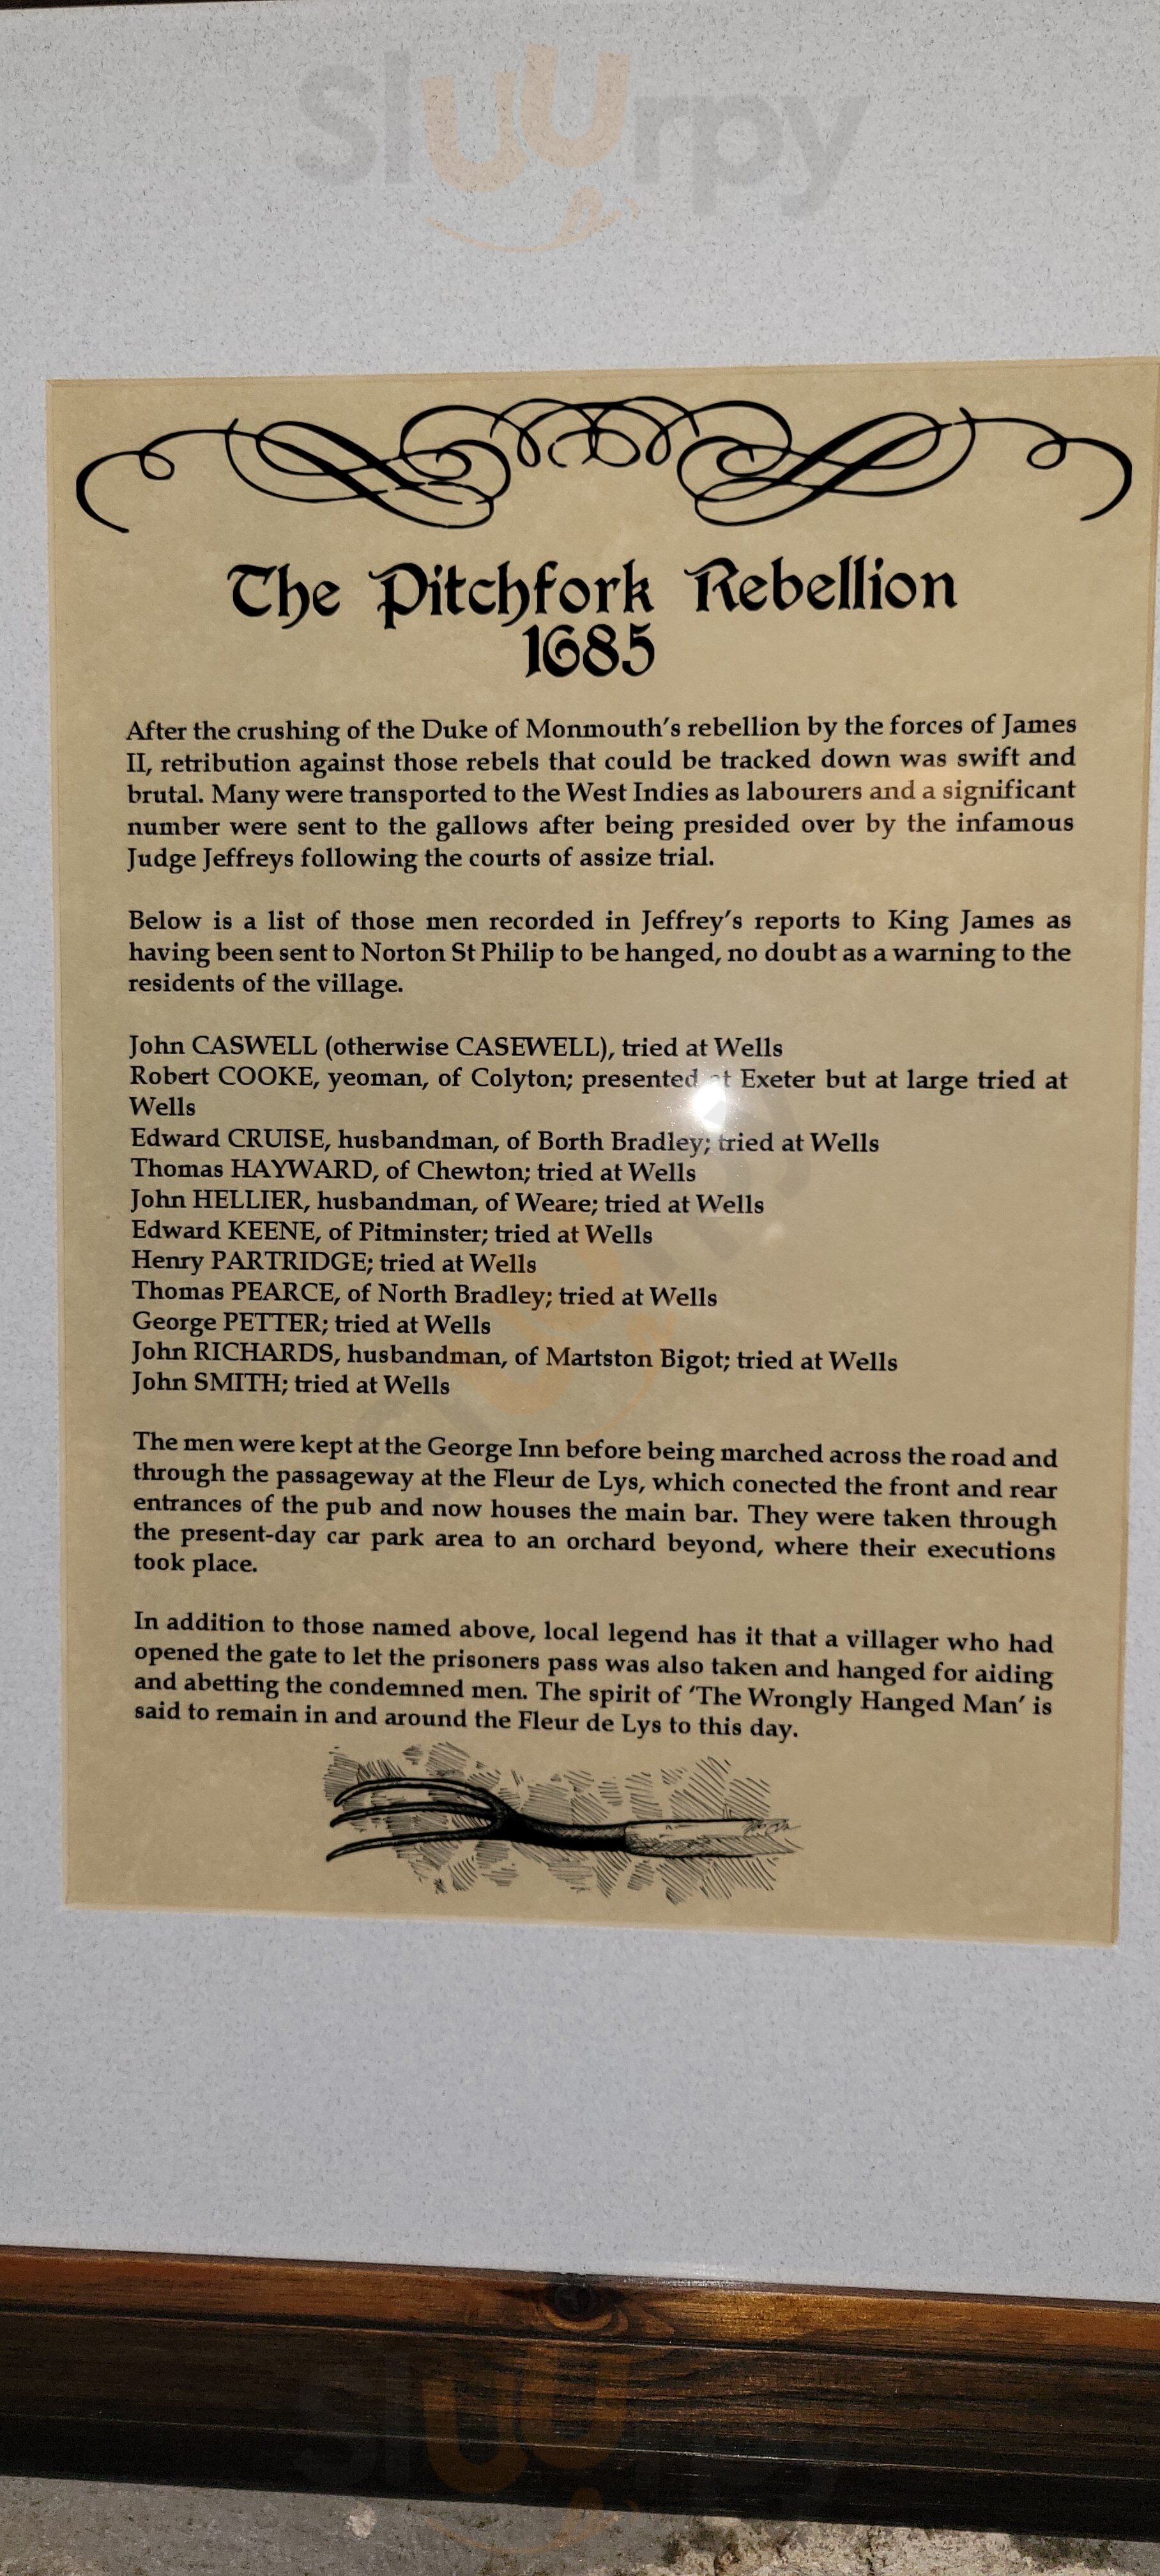 Sluurpy
The Pitchfork Rebellion
1685
After the crushing of the Duke of Monmouth's rebellion by the forces of James
II, retribution against those rebels that could be tracked down was swift and
brutal. Many were transported to the West Indies as labourers and a significant
number were sent to the gallows after being presided over by the infamous
Judge Jeffreys following the courts of assize trial.
Below is a list of those men recorded in Jeffrey's reports to King James as
having been sent to Norton St Philip to be hanged, no doubt as a warning to the
residents of the village.
John CASWELL (otherwise CASEWELL), tried at Wells
Robert COOKE, yeoman, of Colyton; presented at Exeter but at large tried at
Wells
Edward CRUISE, husbandman, of Borth Bradley; tried at Wells
Thomas HAYWARD, of Chewton; tried at Wells
John HELLIER, husbandman, of Weare; tried at Wells
Edward KEENE, of Pitminster; tried at Wells
Henry PARTRIDGE; tried at Wells
Thomas PEARCE, of North Bradley; tried at Wells
George PETTER; tried at Wells
John RICHARDS, husbandman, of Martston Bigot; tried at Wells
John SMITH; tried at Wells
The men were kept at the George Inn before being marched across the road and
through the passageway at the Fleur de Lys, which conected the front and rear
entrances of the pub and now houses the main bar. They were taken through
the present-day car park area to an orchard beyond, where their executions
took place.
In addition to those named above, local legend has it that a villager who had
opened the gate to let the prisoners pass was also taken and hanged for aiding
and abetting the condemned men. The spirit of 'The Wrongly Hanged Man' is
said to remain in and around the Fleur de Lys to this day.
Sluurpy